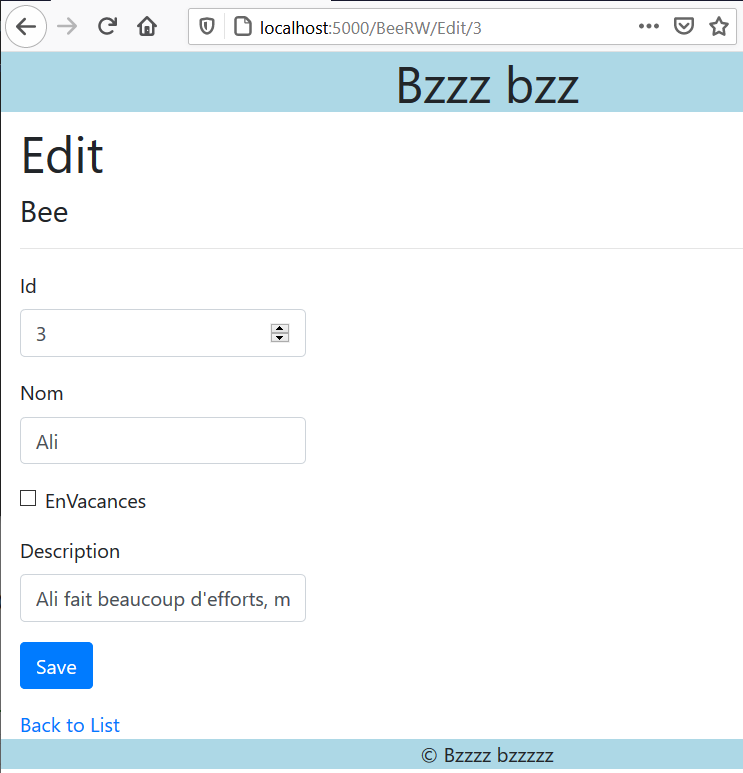 localhost:5000/BeeRW/Edit/3
Bzzz bzz
Edit
Bee
Id
3
Nom
Ali
EnVacances
Description
Ali fait beaucoup d'efforts, m
Save
Back to List
© Bzzzz bzzzzz